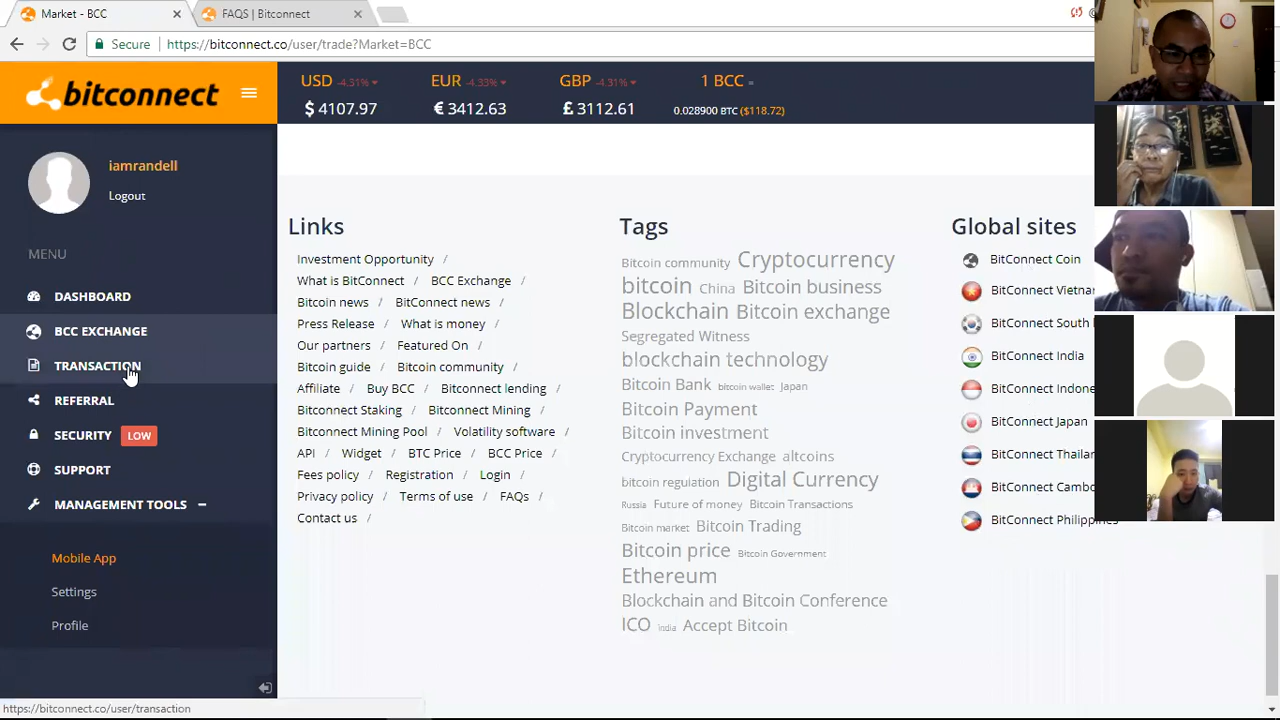 Market - BCC
FAQS | Bitconnect
Secure
https://bitconnect.co/user/trade?Market=BCC
bitconnect
USD -4.31%
$ 4107.97
EUR -4.33%
€ 3412.63
GBP -4.31%
£ 3112.61
1 BCC =
0.028900 BTC ($118.72)
iamrandell
Logout
MENU
DASHBOARD
BCC EXCHANGE
TRANSACTION
REFERRAL
SECURITY LOW
SUPPORT
MANAGEMENT TOOLS
Mobile App
Settings
Profile
Links
Investment Opportunity /
What is BitConnect / BCC Exchange /
Bitcoin news / BitConnect news /
Press Release / What is money /
Our partners / Featured On /
Bitcoin guide / Bitcoin community /
Affiliate / Buy BCC / Bitconnect lending /
Bitconnect Staking / Bitconnect Mining /
Bitconnect Mining Pool / Volatility software /
API / Widget / BTC Price / BCC Price /
Fees policy / Registration / Login /
Privacy policy / Terms of use / FAQs /
Contact us /
Tags
Bitcoin community Cryptocurrency
bitcoin China Bitcoin business
Blockchain Bitcoin exchange
Segregated Witness
blockchain technology
Bitcoin Bank bitcoin wallet Japan
Bitcoin Payment
Bitcoin investment
Cryptocurrency Exchange altcoins
bitcoin regulation Digital Currency
Russia Future of money Bitcoin Transactions
Bitcoin market Bitcoin Trading
Bitcoin price Bitcoin Government
Ethereum
Blockchain and Bitcoin Conference
ICO india Accept Bitcoin
Global sites
BitConnect Coin
BitConnect Vietna
BitConnect South
BitConnect India
BitConnect Indone
BitConnect Japan
BitConnect Thailan
BitConnect Cambo
BitConnect Philippines
https://bitconnect.co/user/transaction